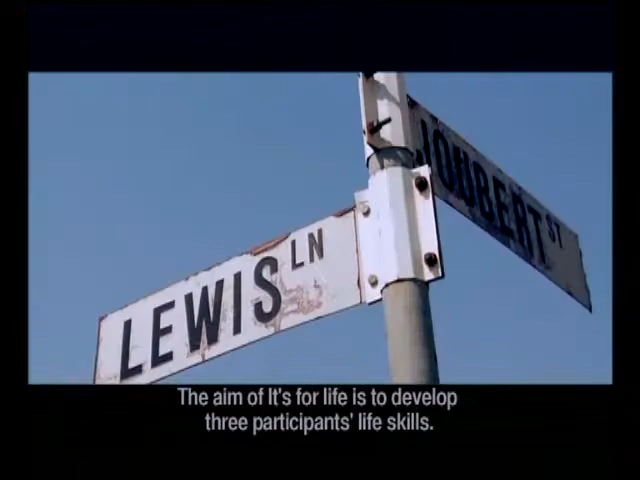 LEWIS LN
JOUBERT ST
The aim of It's for life is to develop
three participants' life skills.